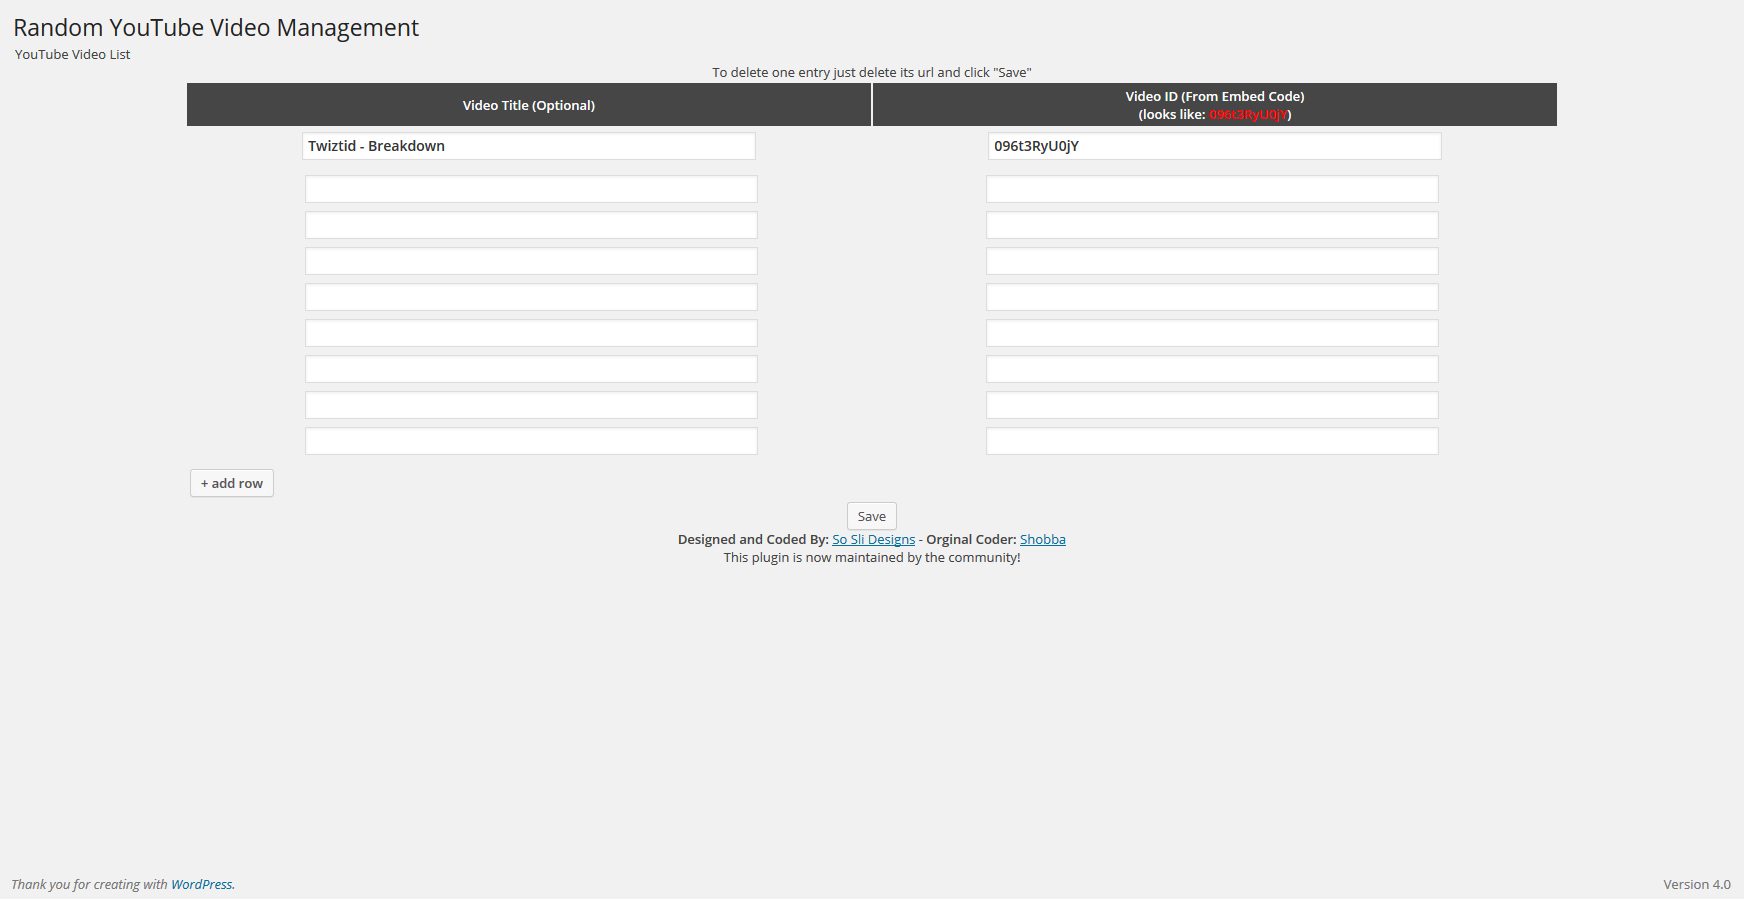 Random YouTube Video Management
YouTube Video List
To delete one entry just delete its url and click "Save"
Video Title (Optional)
Video ID (From Embed Code)
(looks like: 096t3RyU0jY)
Twiztid - Breakdown
096t3RyU0jY
+ add row
Save
Designed and Coded By: So Sli Designs - Orginal Coder: Shobba
This plugin is now maintained by the community!
Thank you for creating with WordPress.
Version 4.0